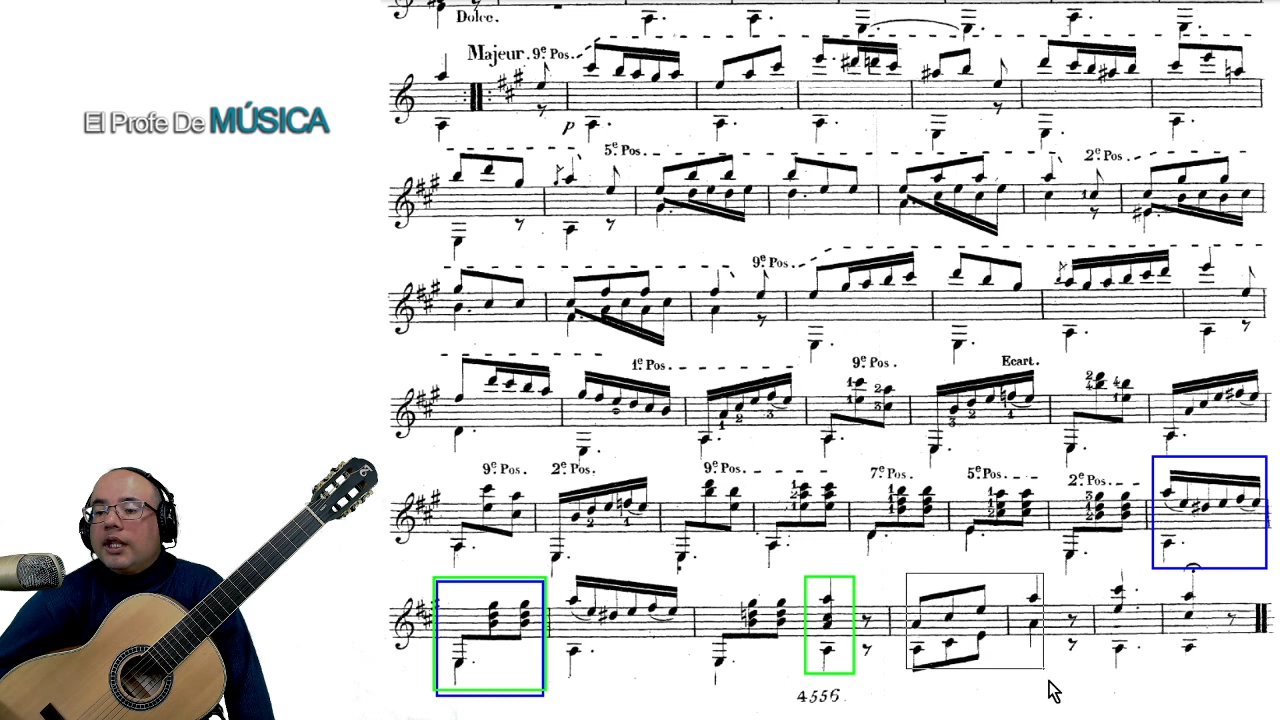 Dolce.
Majeur. 9e Pos.
El Profe De MÚSICA
p
5e Pos. 2e Pos.
9e Pos.
1e Pos. 9e Pos. Ecart.
9e Pos. 2e Pos. 9e Pos. 7e Pos. 5e Pos. 2e Pos.
4556.